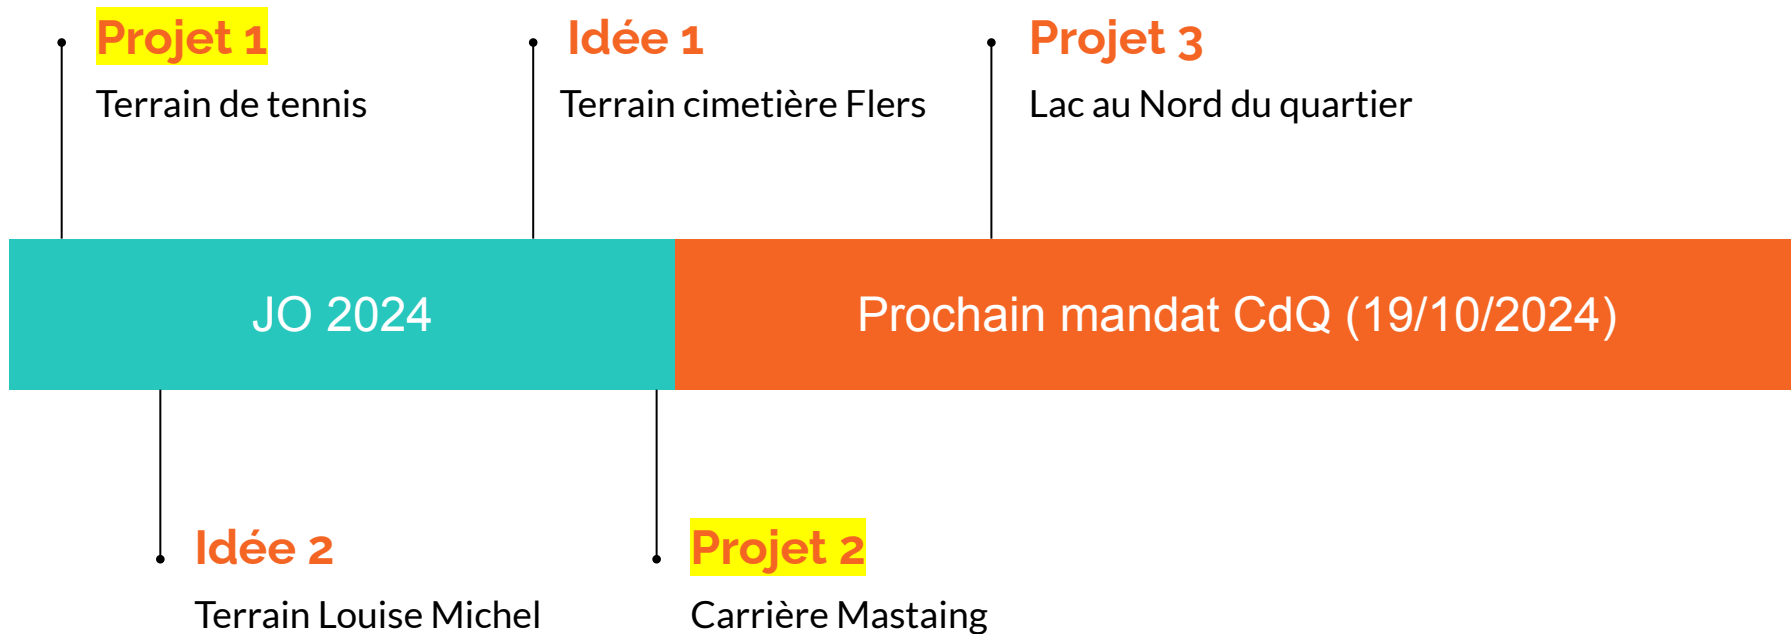 Projet 1
Terrain de tennis
Idée 1
Terrain cimetière Flers
Projet 3
Lac au Nord du quartier
JO 2024
Prochain mandat CdQ (19/10/2024)
Idée 2
Terrain Louise Michel
Projet 2
Carrière Mastaing